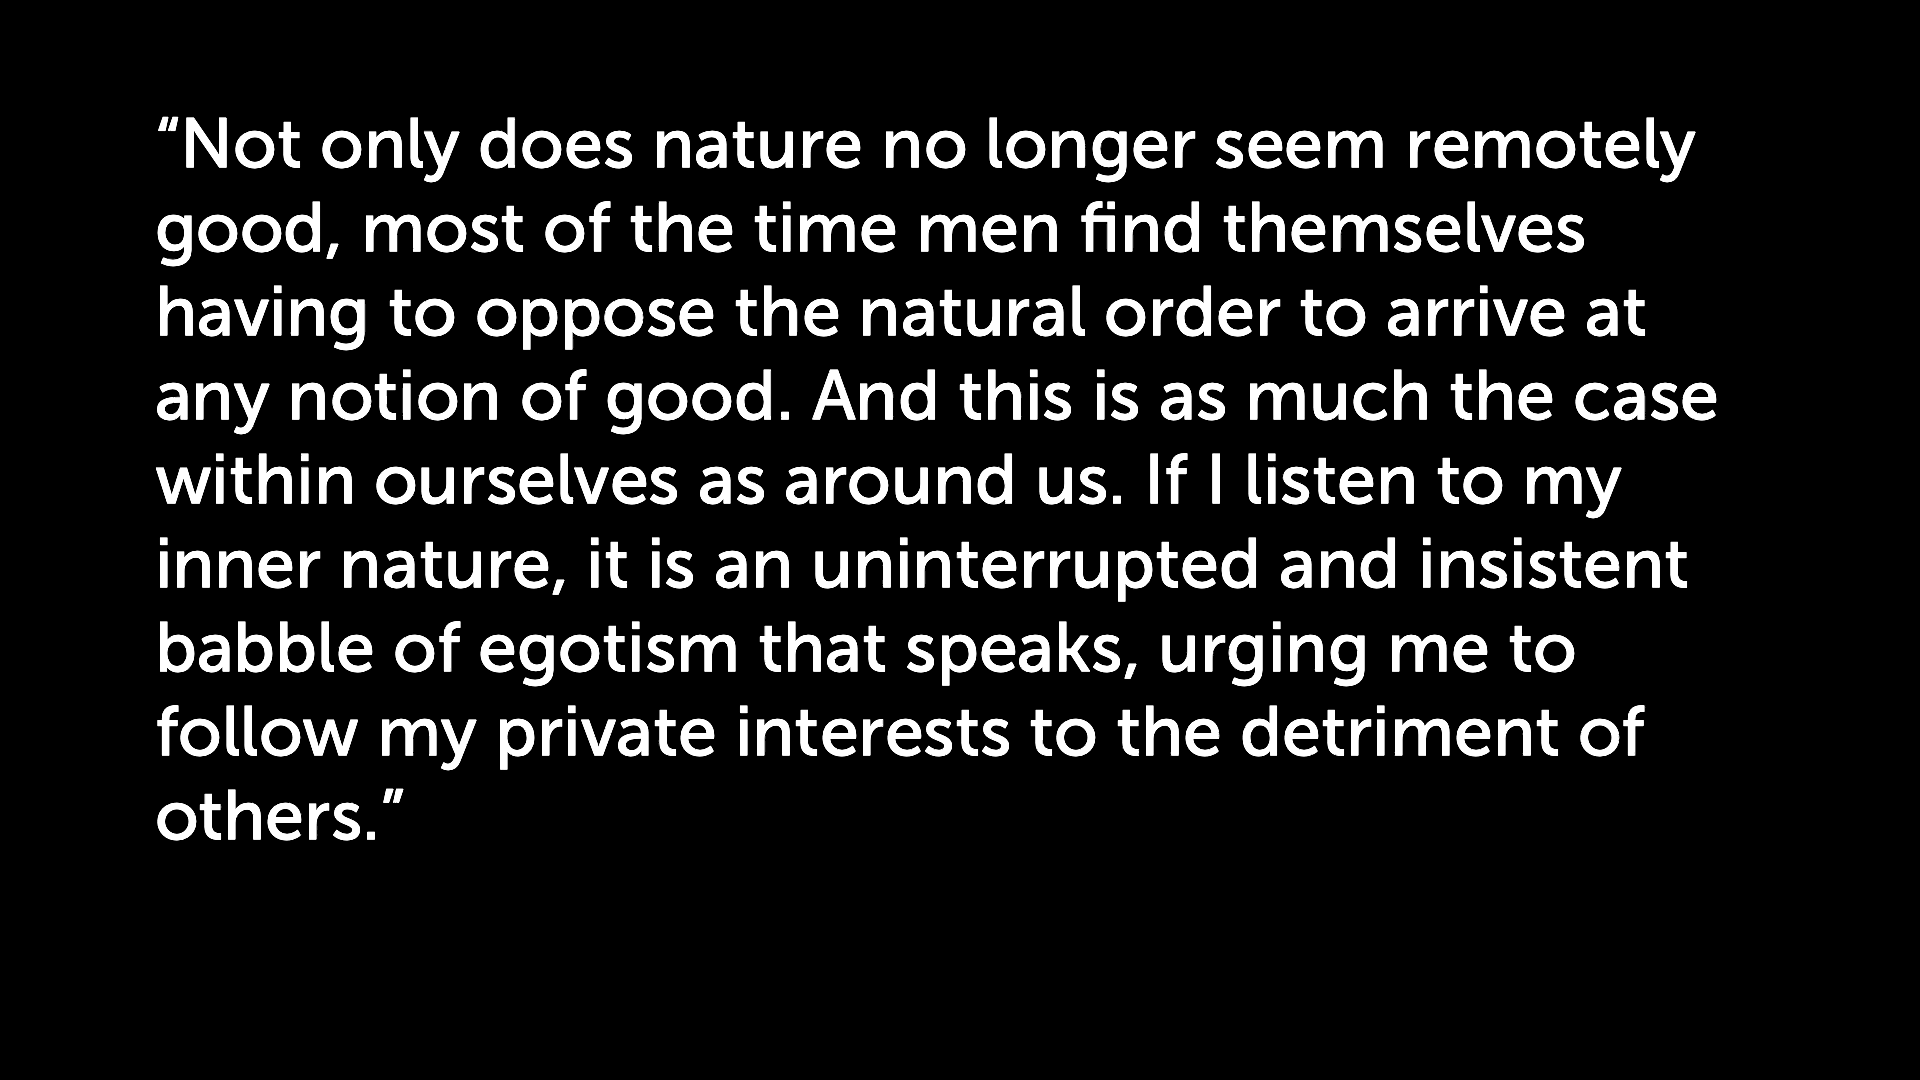 “Not only does nature no longer seem remotely
good, most of the time men find themselves
having to oppose the natural order to arrive at
any notion of good. And this is as much the case
within ourselves as around us. If I listen to my
inner nature, it is an uninterrupted and insistent
babble of egotism that speaks, urging me to
follow my private interests to the detriment of
others.”